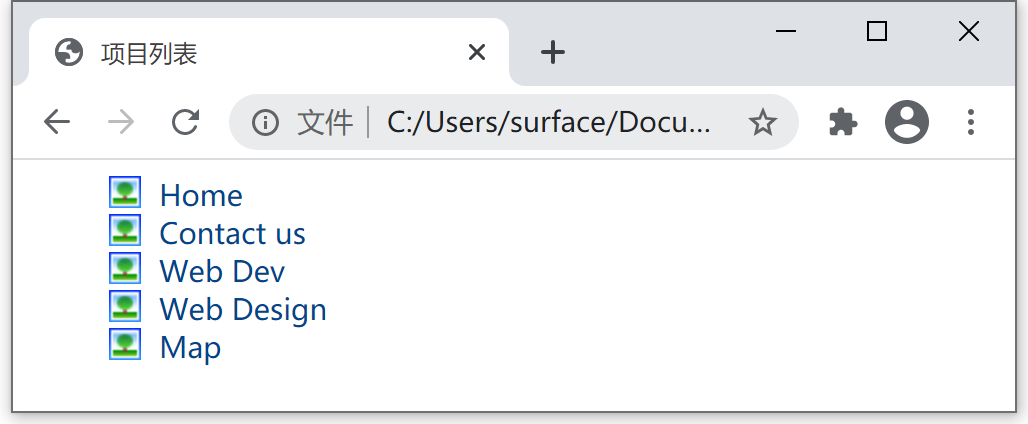 项目列表
文件 C:/Users/surface/Docu...
Home
Contact us
Web Dev
Web Design
Map